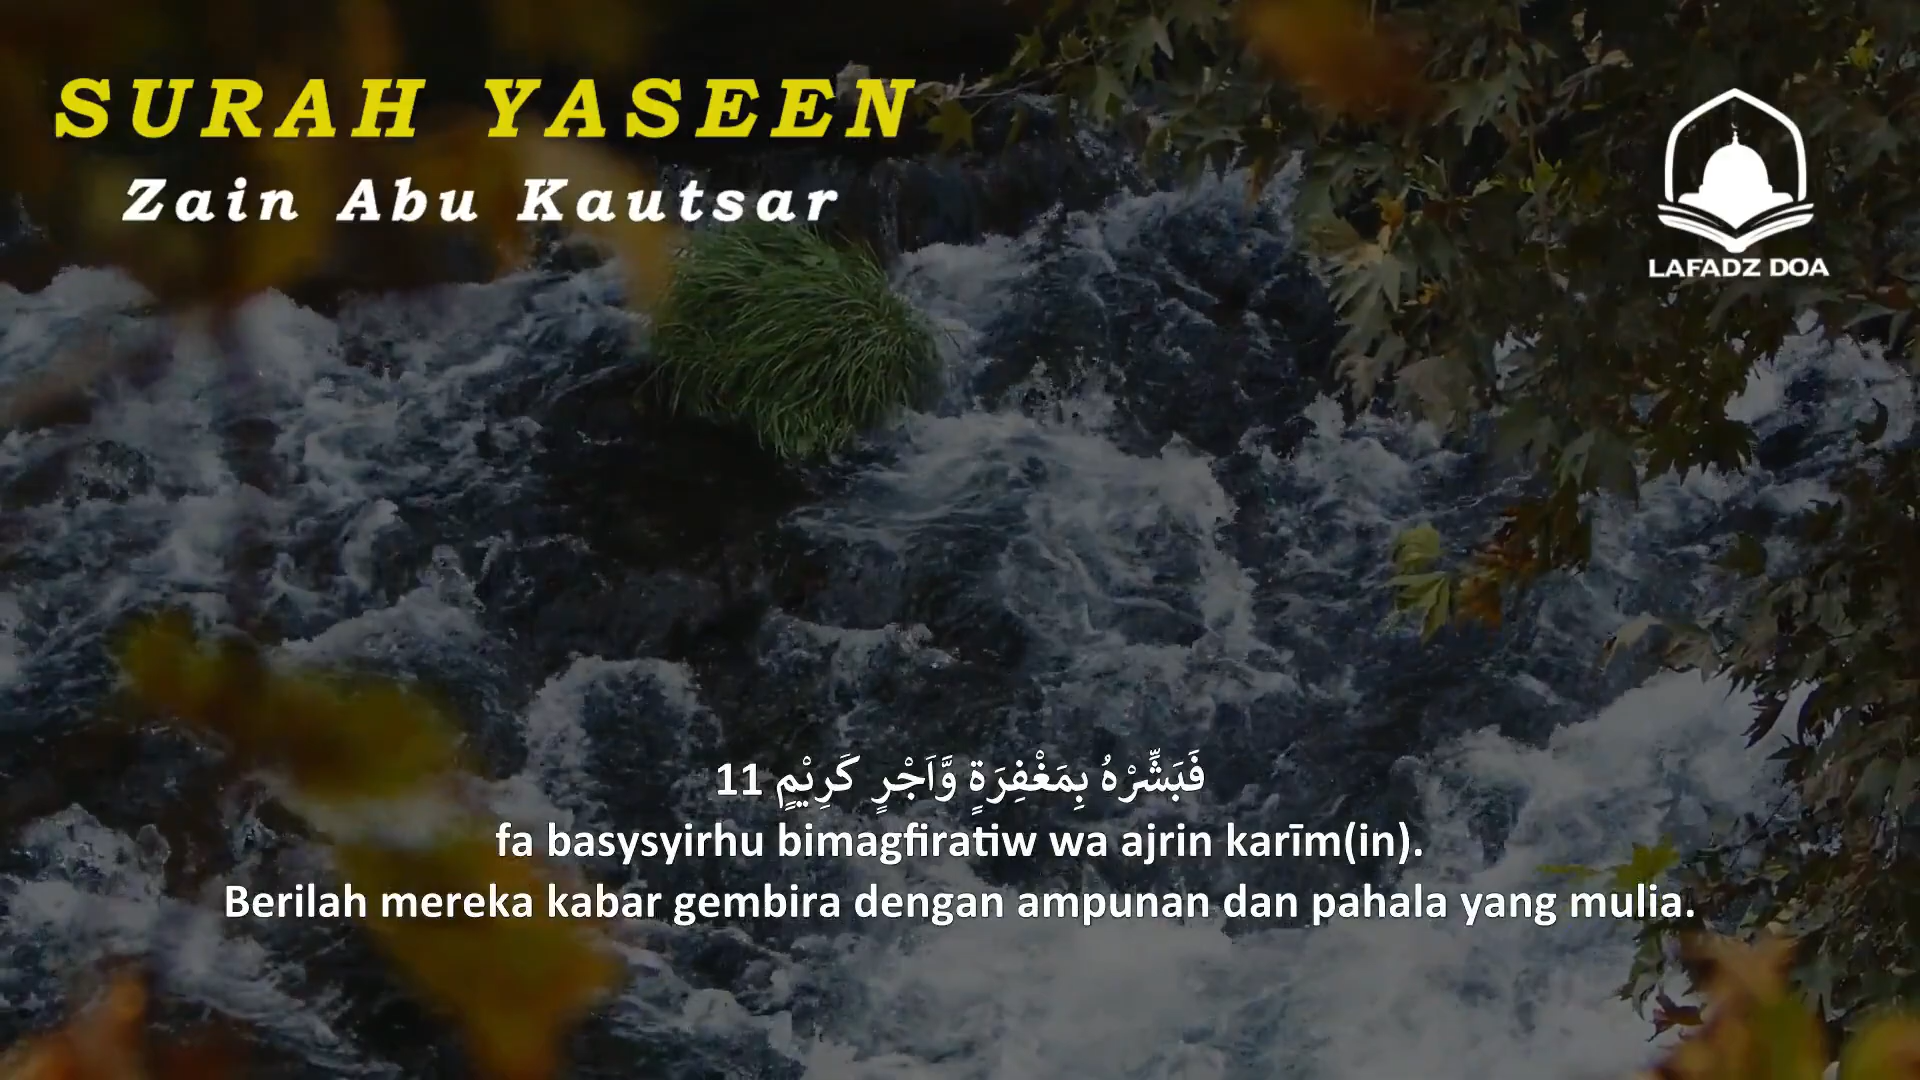 SURAH YASEEN
Zain Abu Kautsar
LAFADZ DOA
فَبَشِّرْهُ بِمَغْفِرَةٍ وَّاَجْرٍ كَرِيْمٍ 11
fa basysyirhu bimagfiratiw wa ajrin karīm(in).
Berilah mereka kabar gembira dengan ampunan dan pahala yang mulia.